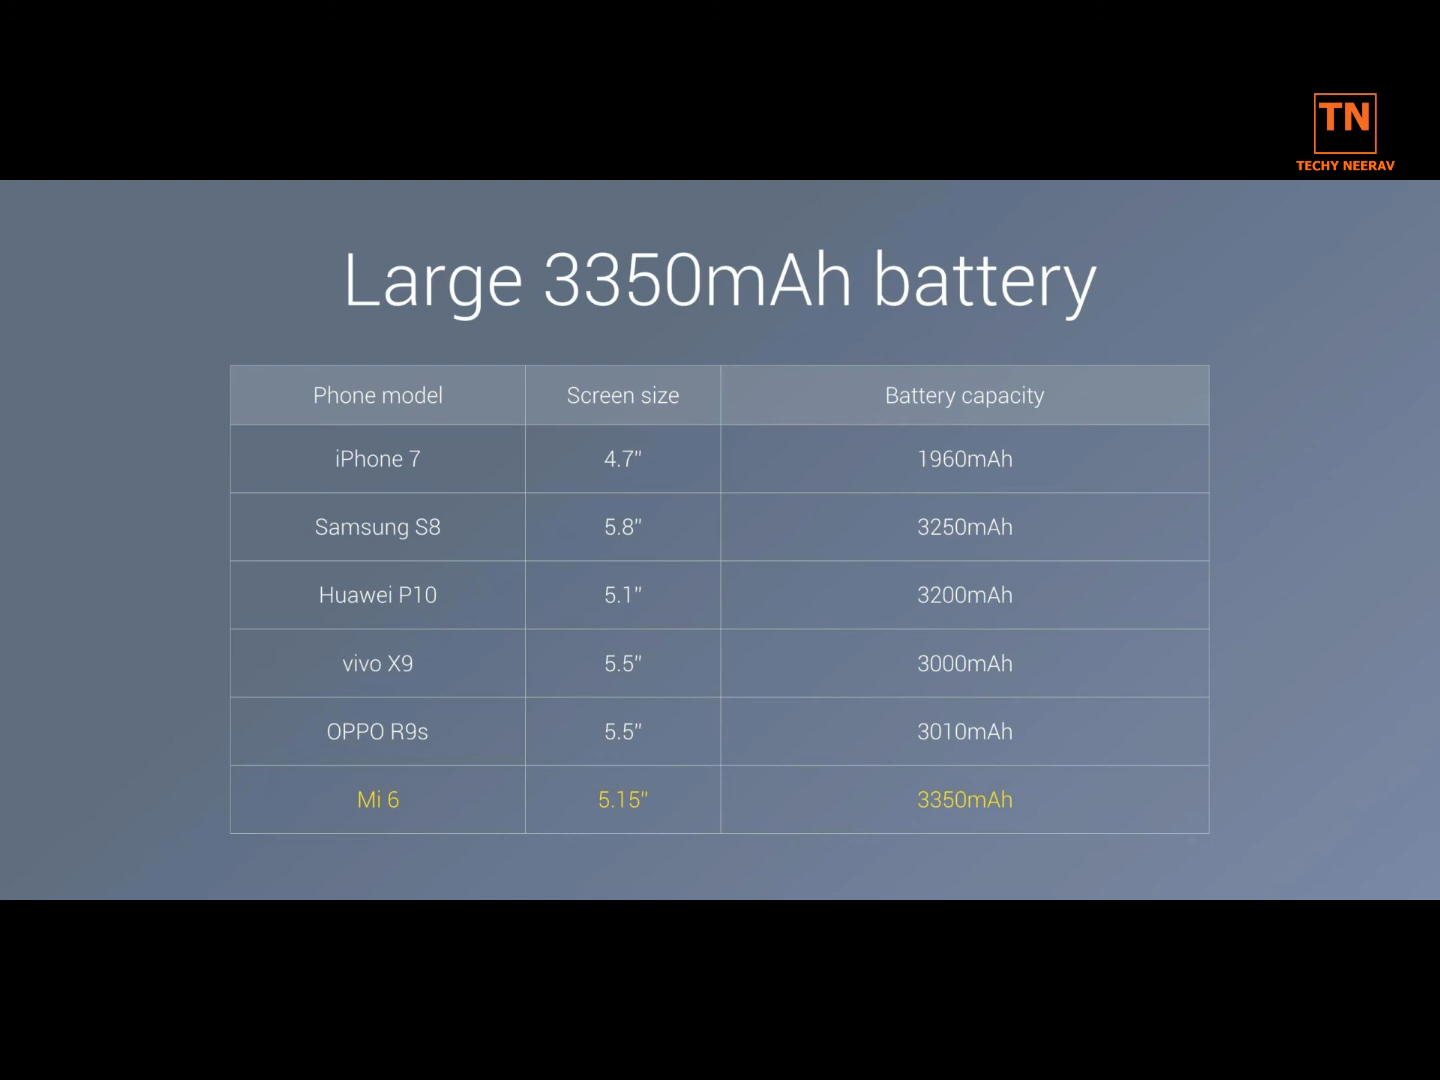 TN
TECHY NEERAV
Large 3350mAh battery
Phone model Screen size Battery capacity
iPhone 7 4.7" 1960mAh
Samsung S8 5.8" 3250mAh
Huawei P10 5.1" 3200mAh
vivo X9 5.5" 3000mAh
OPPO R9s 5.5" 3010mAh
Mi 6 5.15" 3350mAh